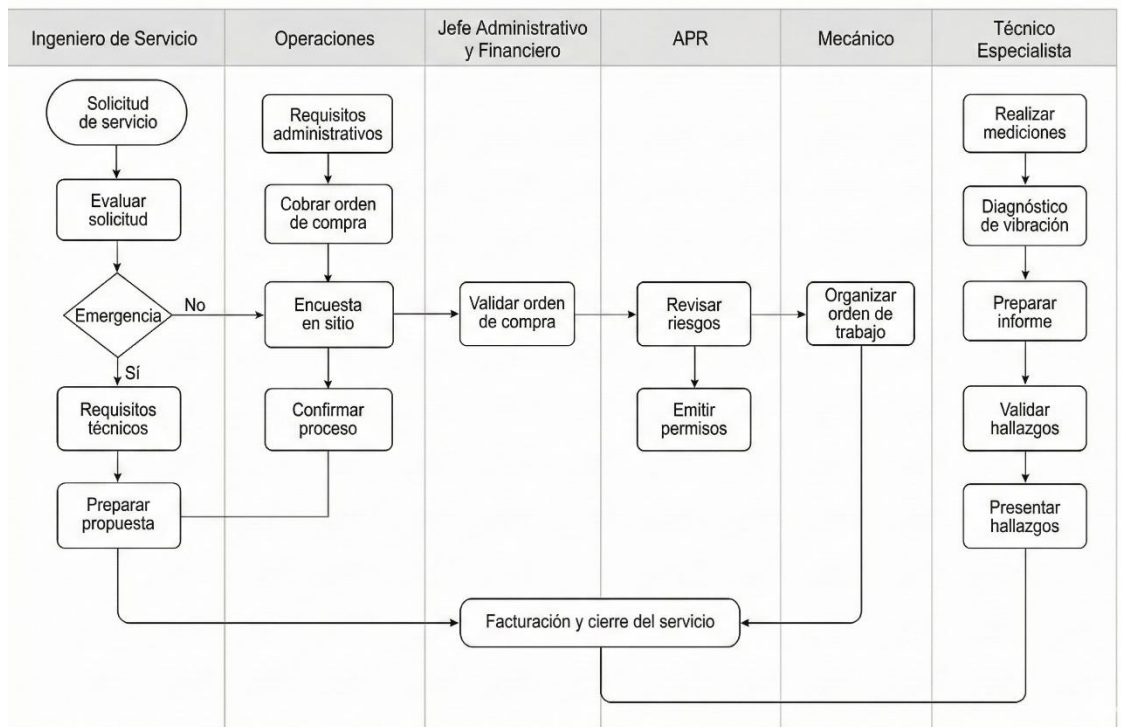 Ingeniero de Servicio
Operaciones
Jefe Administrativo
y Financiero
APR
Mecánico
Técnico
Especialista
Solicitud
de servicio
Evaluar
solicitud
Emergencia
No
Sí
Requisitos
técnicos
Preparar
propuesta
Requisitos
administrativos
Cobrar orden
de compra
Encuesta
en sitio
Confirmar
proceso
Validar orden
de compra
Revisar
riesgos
Emitir
permisos
Organizar
orden de
trabajo
Realizar
mediciones
Diagnóstico
de vibración
Preparar
informe
Validar
hallazgos
Presentar
hallazgos
Facturación y cierre del servicio